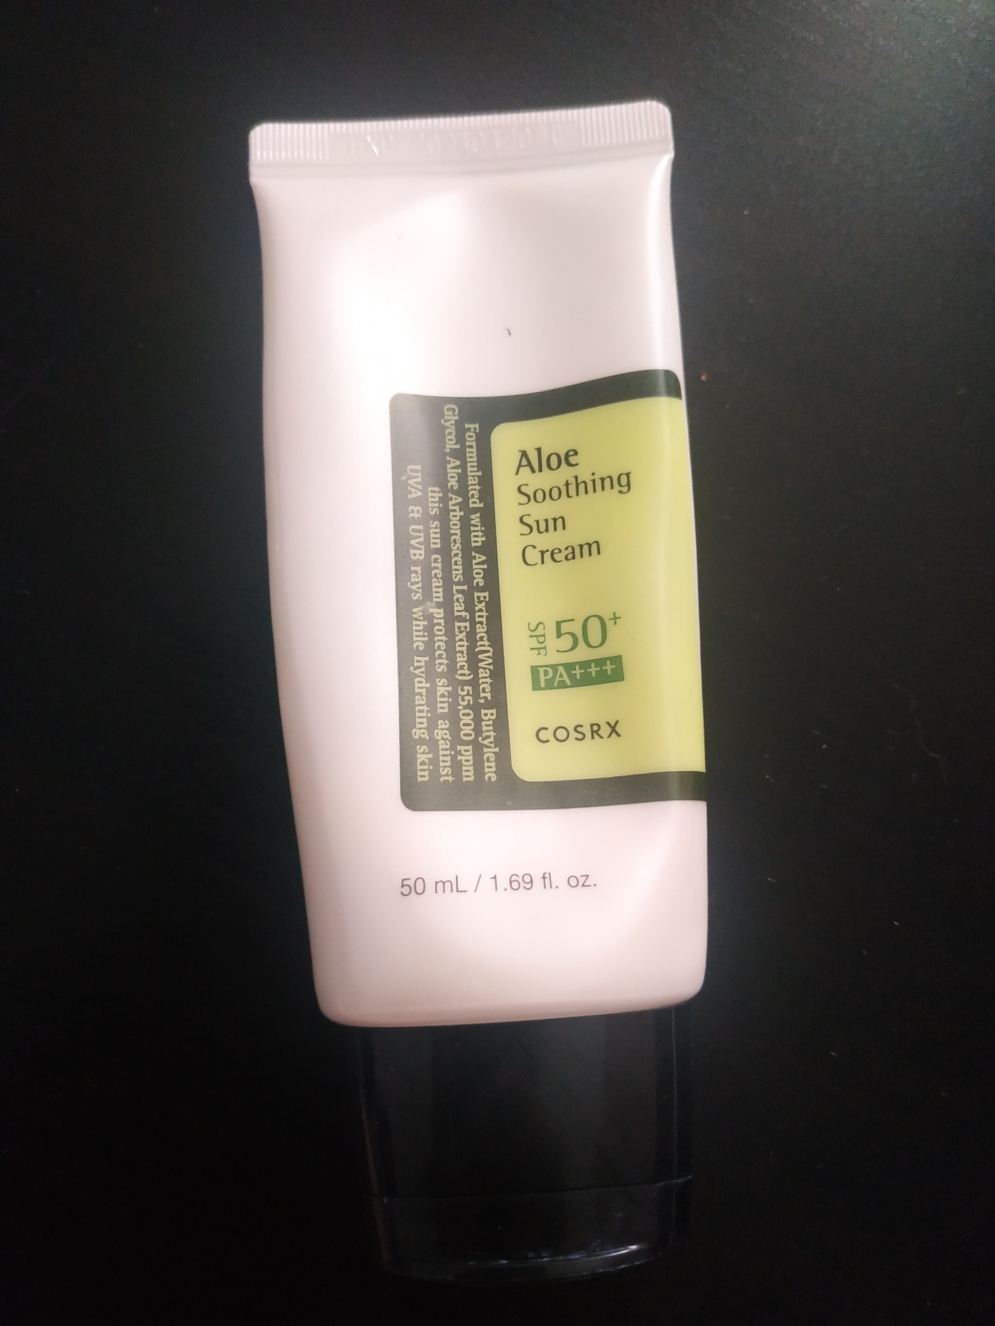 Aloe
Soothing
Sun
Cream
SPF 50+
PA+++
COSRX
Formulated with Aloe Extract(Water, Butylene
Glycol, Aloe Arborescens Leaf Extract) 55,000 ppm
this sun cream protects skin against
UVA & UVB rays while hydrating skin
50 mL / 1.69 fl. oz.